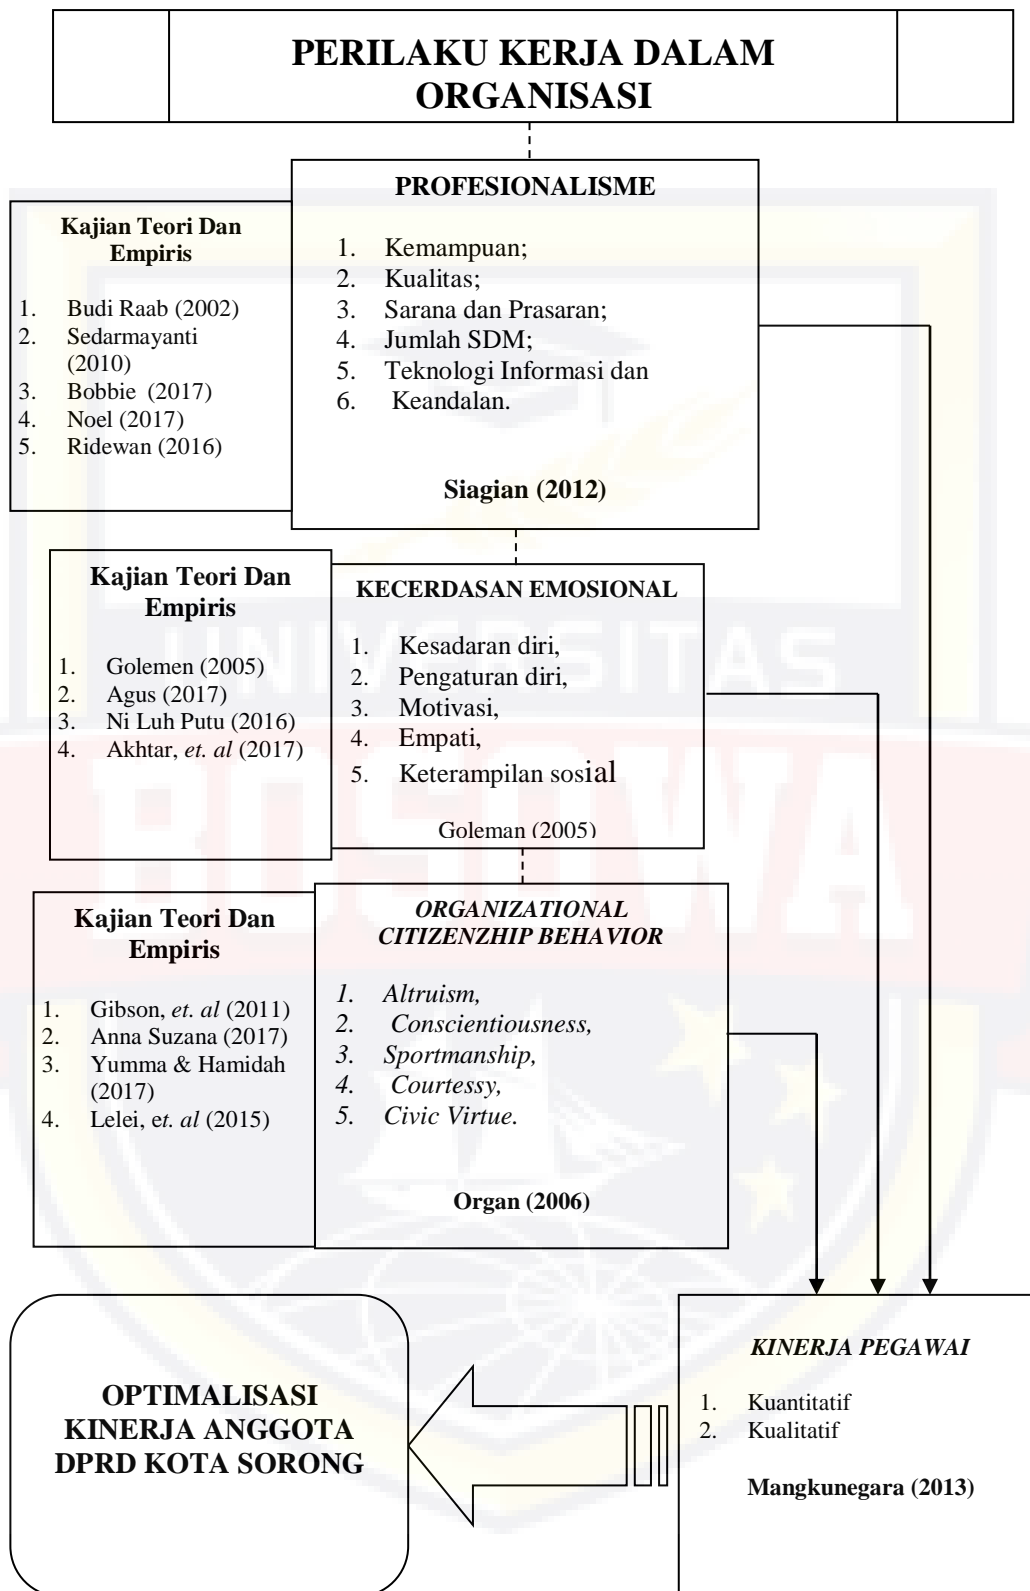 PERILAKU KERJA DALAM
ORGANISASI
PROFESIONALISME
1. Kemampuan;
2. Kualitas;
3. Sarana dan Prasaran;
4. Jumlah SDM;
5. Teknologi Informasi dan
6. Keandalan.
Siagian (2012)
Kajian Teori Dan
Empiris
1. Budi Raab (2002)
2. Sedarmayanti
(2010)
3. Bobbie (2017)
4. Noel (2017)
5. Ridewan (2016)
Kajian Teori Dan
Empiris
1. Golemen (2005)
2. Agus (2017)
3. Ni Luh Putu (2016)
4. Akhtar, et. al (2017)
KECERDASAN EMOSIONAL
1. Kesadaran diri,
2. Pengaturan diri,
3. Motivasi,
4. Empati,
5. Keterampilan sosial
Goleman (2005)
Kajian Teori Dan
Empiris
1. Gibson, et. al (2011)
2. Anna Suzana (2017)
3. Yumma & Hamidah
(2017)
4. Lelei, et. al (2015)
ORGANIZATIONAL
CITIZENZHIP BEHAVIOR
1. Altruism,
2. Conscientiousness,
3. Sportmanship,
4. Courtessy,
5. Civic Virtue.
Organ (2006)
OPTIMALISASI
KINERJA ANGGOTA
DPRD KOTA SORONG
KINERJA PEGAWAI
1. Kuantitatif
2. Kualitatif
Mangkunegara (2013)
UNIVERSITAS
BOSOWA